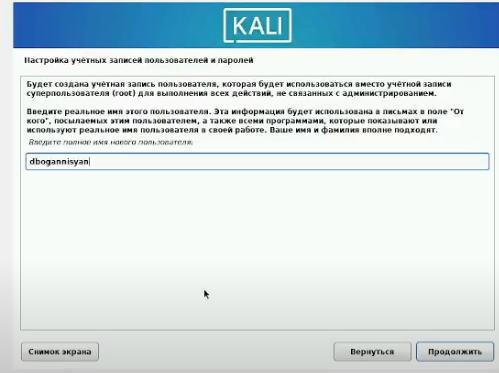 KALI
Настройка учётных записей пользователей и паролей
Будет создана учётная запись пользователя, которая будет использоваться вместо учётной записи
суперпользователя (root) для выполнения всех действий, не связанных с администрированием.
Введите реальное имя этого пользователя. Эта информация будет использована в письмах в поле "От
кого", посылаемых этим пользователем, а также всеми программами, которые показывают или
используют реальное имя пользователя в своей работе. Ваше имя и фамилия вполне подходят.
Введите полное имя нового пользователя:
dbogannisyan
Снимок экрана
Вернуться
Продолжить